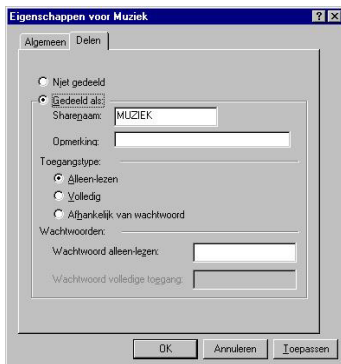 Eigenschappen voor Muziek
Algemeen Delen
Niet gedeeld
Gedeeld als:
Sharenaam: MUZIEK
Opmerking:
Toegangstype:
Alleen-lezen
Volledig
Afhankelijk van wachtwoord
Wachtwoorden:
Wachtwoord alleen-lezen:
Wachtwoord volledige toegang:
OK Annuleren Toepassen